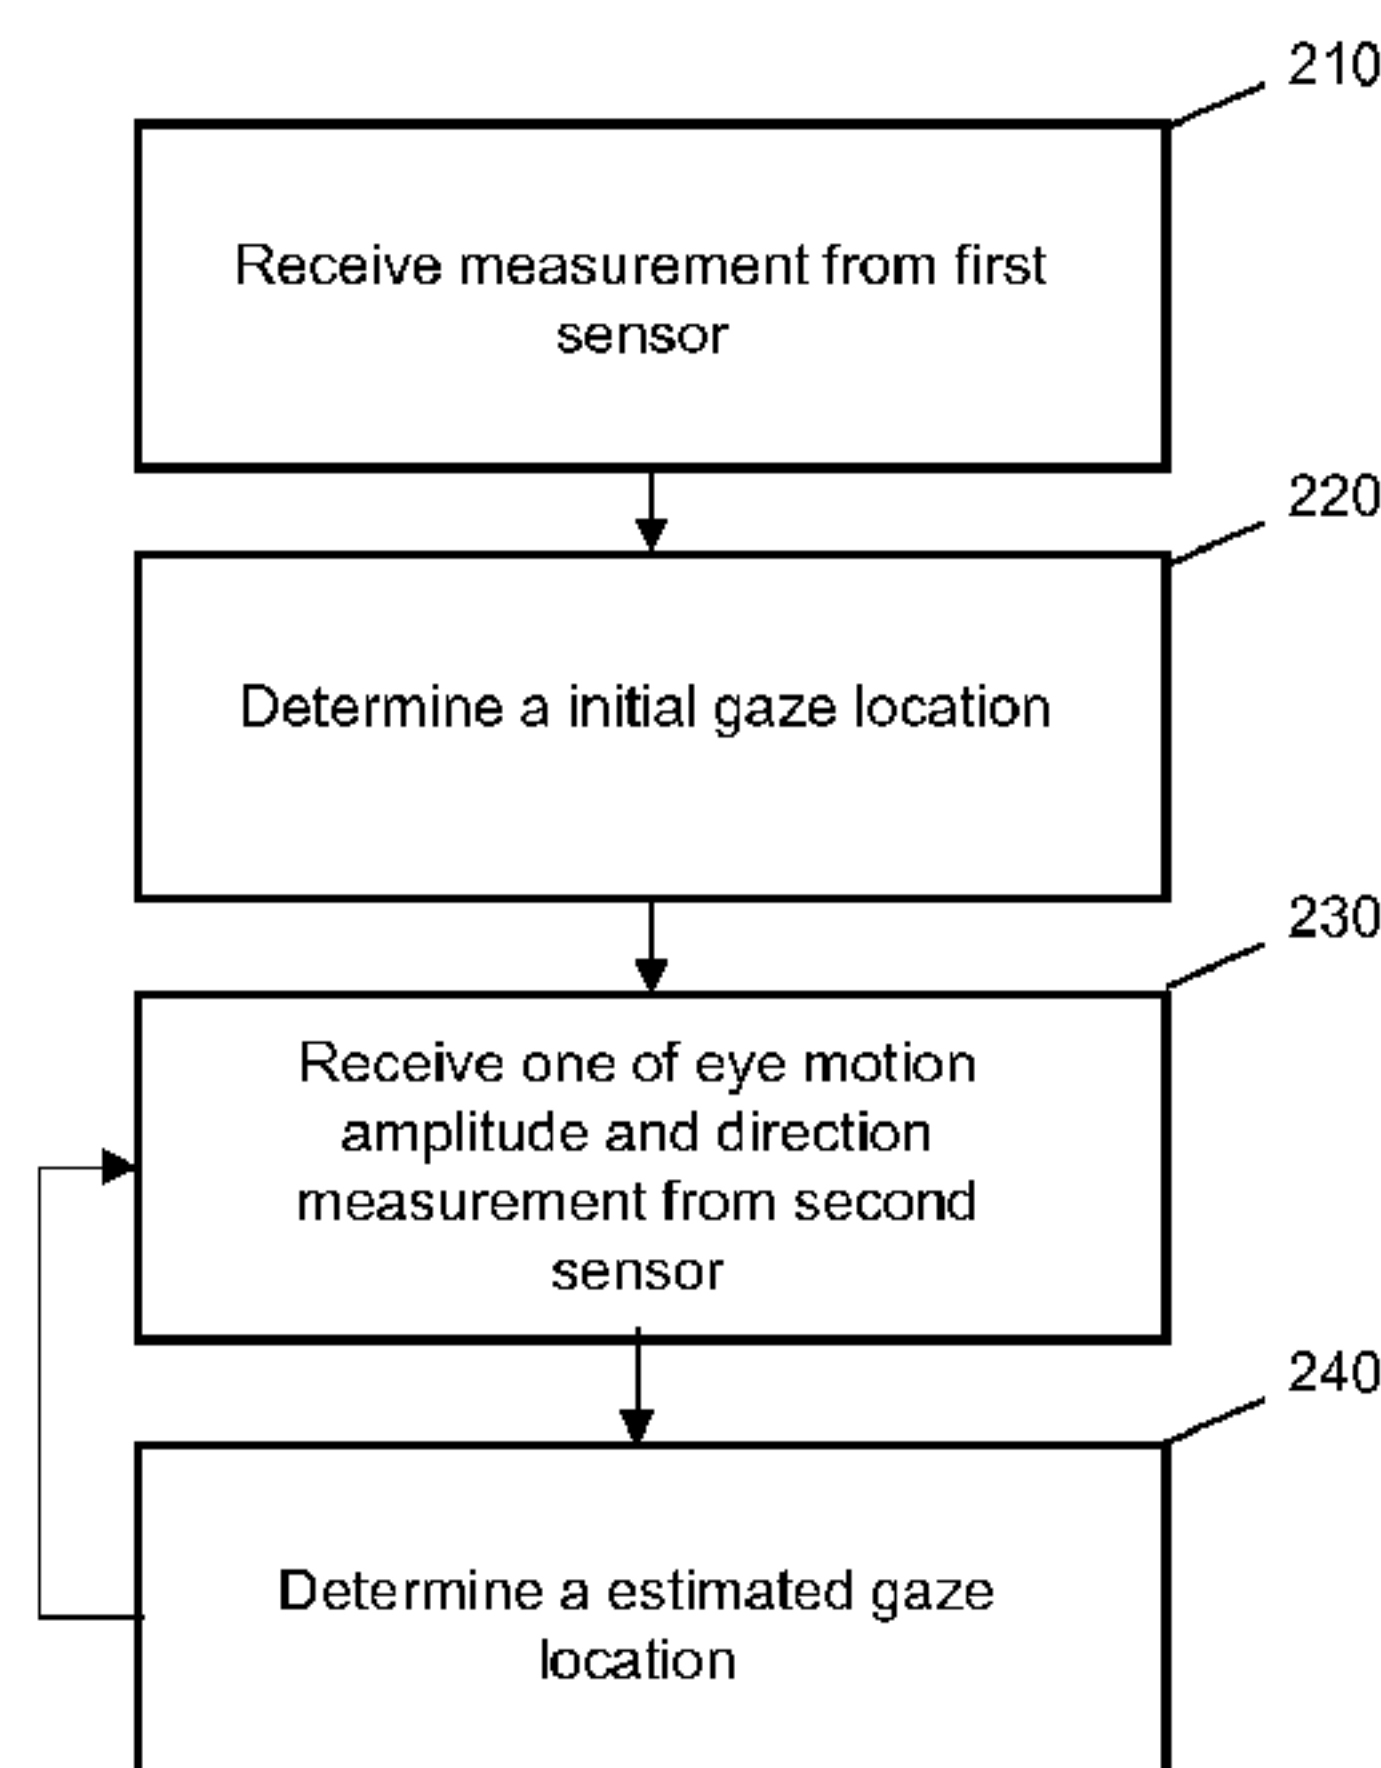 210
Receive measurement from first
sensor
220
Determine a initial gaze location
230
Receive one of eye motion
amplitude and direction
measurement from second
sensor
240
Determine a estimated gaze
location